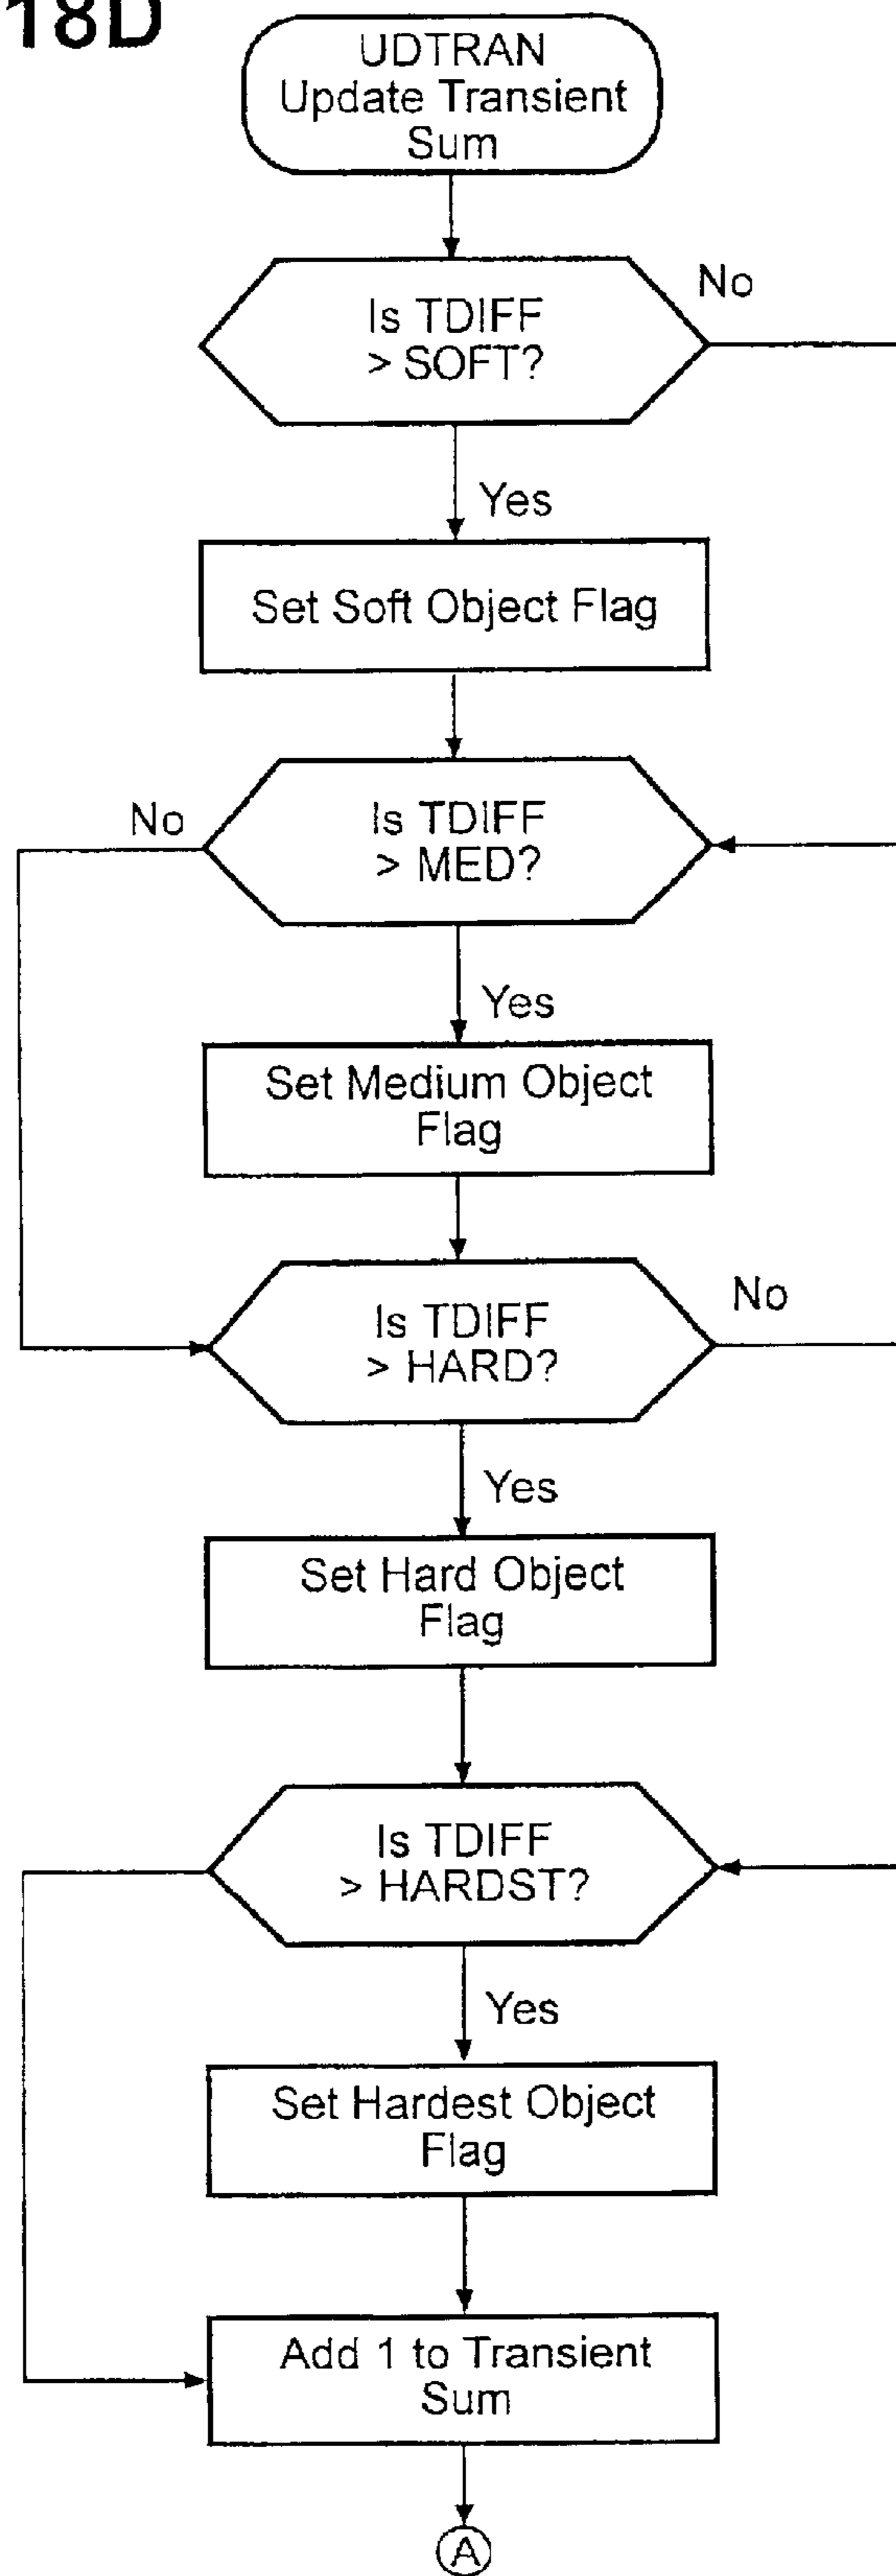 18D
UDTRAN
Update Transient
Sum
Is TDIFF
> SOFT?
No
Yes
Set Soft Object Flag
No
Is TDIFF
> MED?
Yes
Set Medium Object
Flag
Is TDIFF
> HARD?
No
Yes
Set Hard Object
Flag
Is TDIFF
> HARDST?
Yes
Set Hardest Object
Flag
Add 1 to Transient
Sum
A